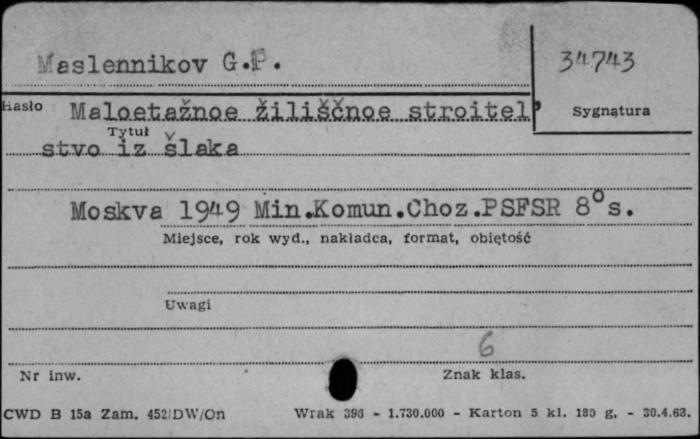 Maslennikov G.P.
34743
Hasło Maloetažnoe žiliščnoe stroitel'
Sygnatura
Tytuł
stvo iz šlaka
Moskva 1949 Min.Komun.Choz.PSFSR 8° s.
Miejsce, rok wyd., nakładca, format, objętość
Uwagi
6
Nr inw.
Znak klas.
CWD B 15a Zam. 452/DW/On Wrak 396 - 1.730.000 - Karton 5 kl. 180 g. - 30.4.63.